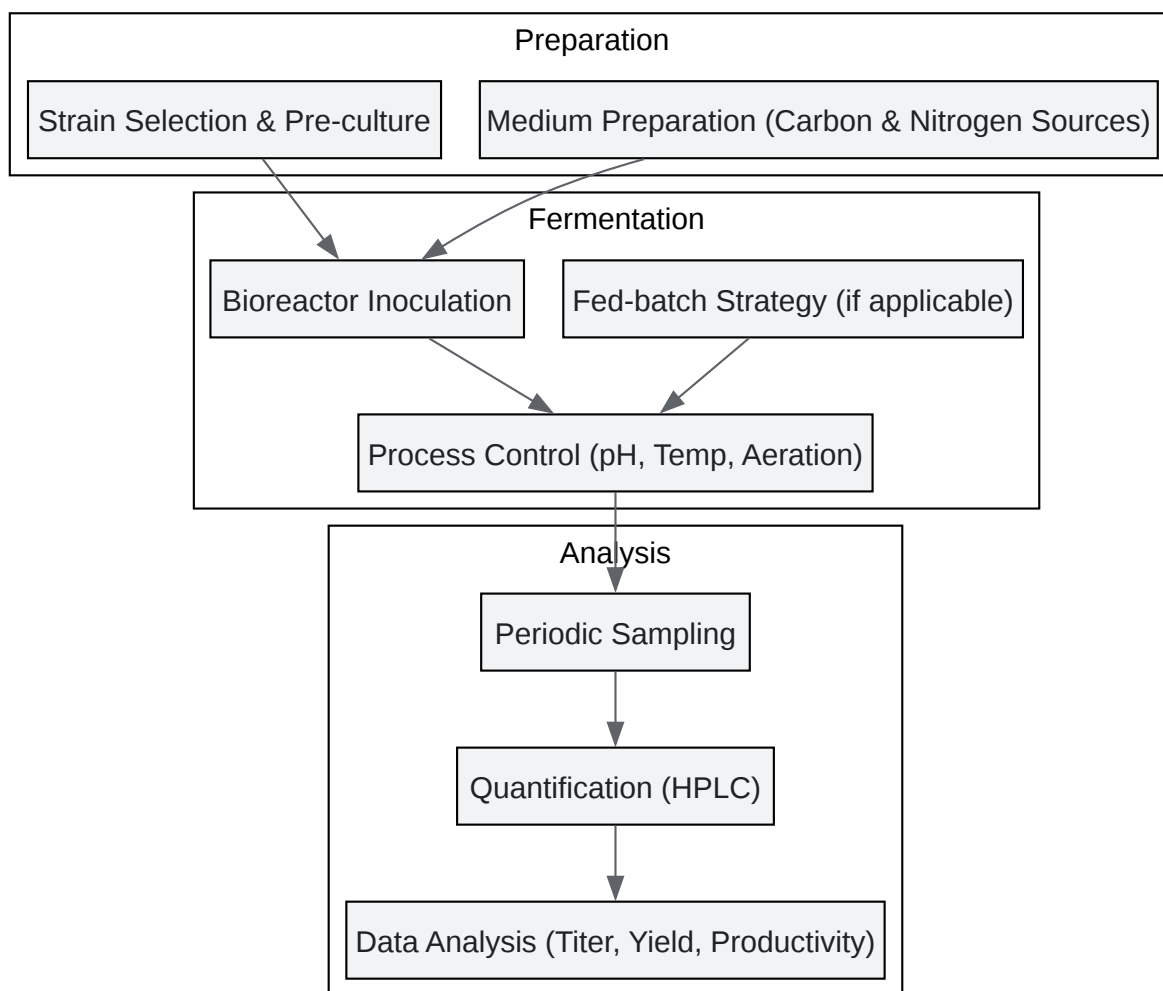 Preparation
Strain Selection & Pre-culture
Medium Preparation (Carbon & Nitrogen Sources)
Fermentation
Bioreactor Inoculation
Fed-batch Strategy (if applicable)
Process Control (pH, Temp, Aeration)
Analysis
Periodic Sampling
Quantification (HPLC)
Data Analysis (Titer, Yield, Productivity)